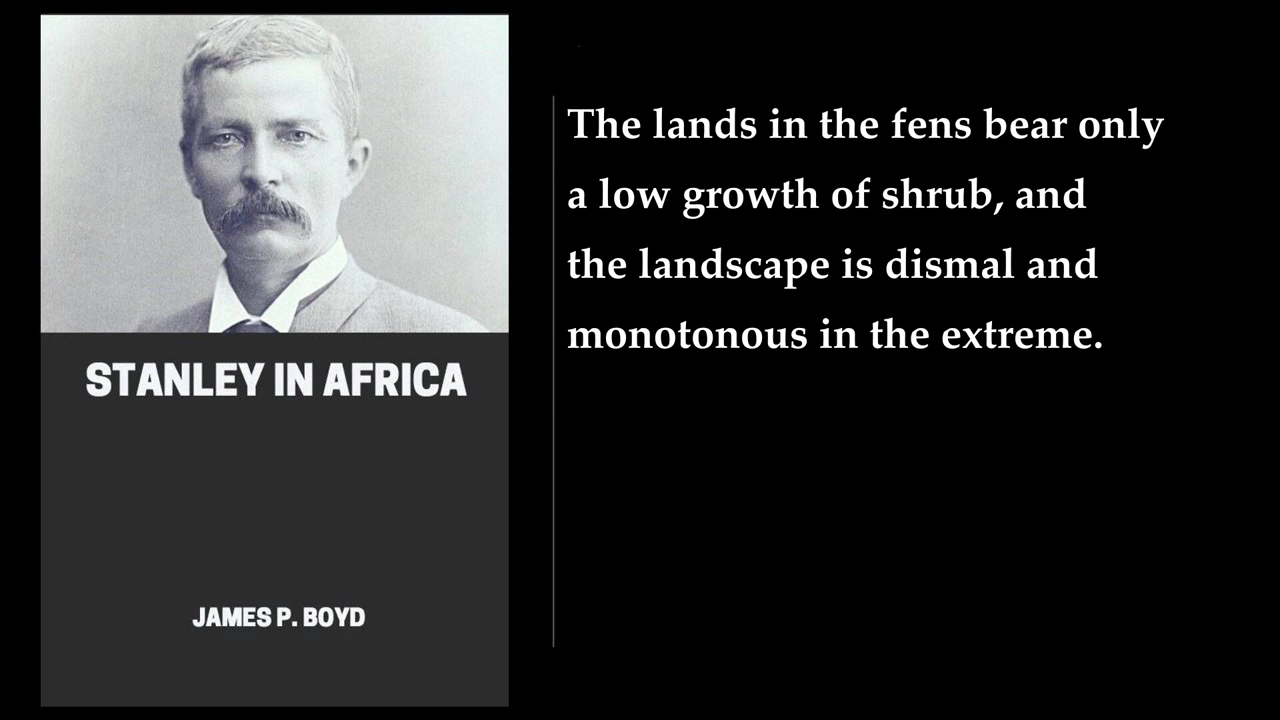 STANLEY IN AFRICA
JAMES P. BOYD
The lands in the fens bear only
a low growth of shrub, and
the landscape is dismal and
monotonous in the extreme.